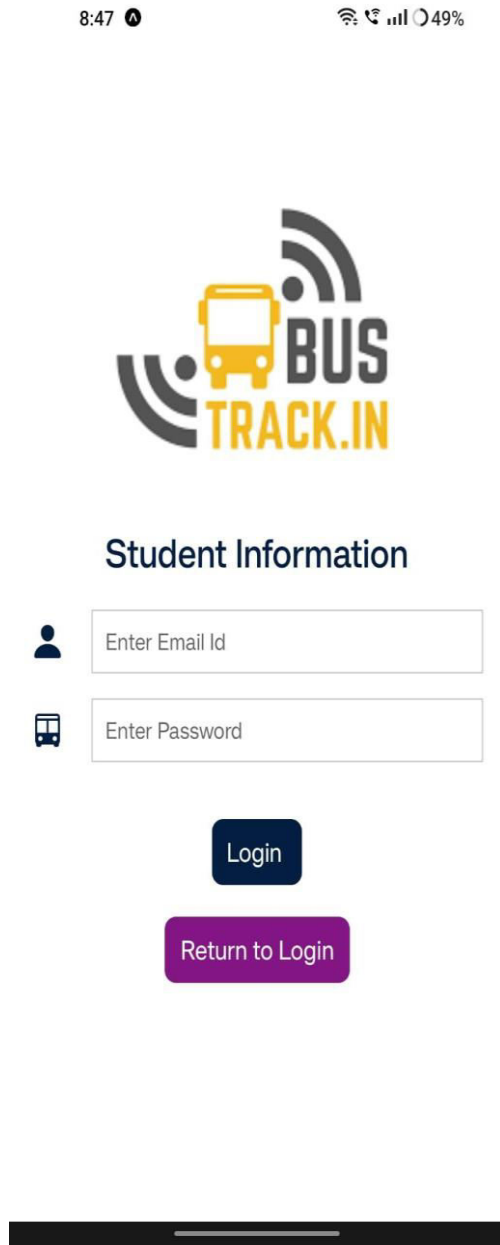 8:47
49%
BUS
TRACK.IN
Student Information
Enter Email Id
Enter Password
Login
Return to Login